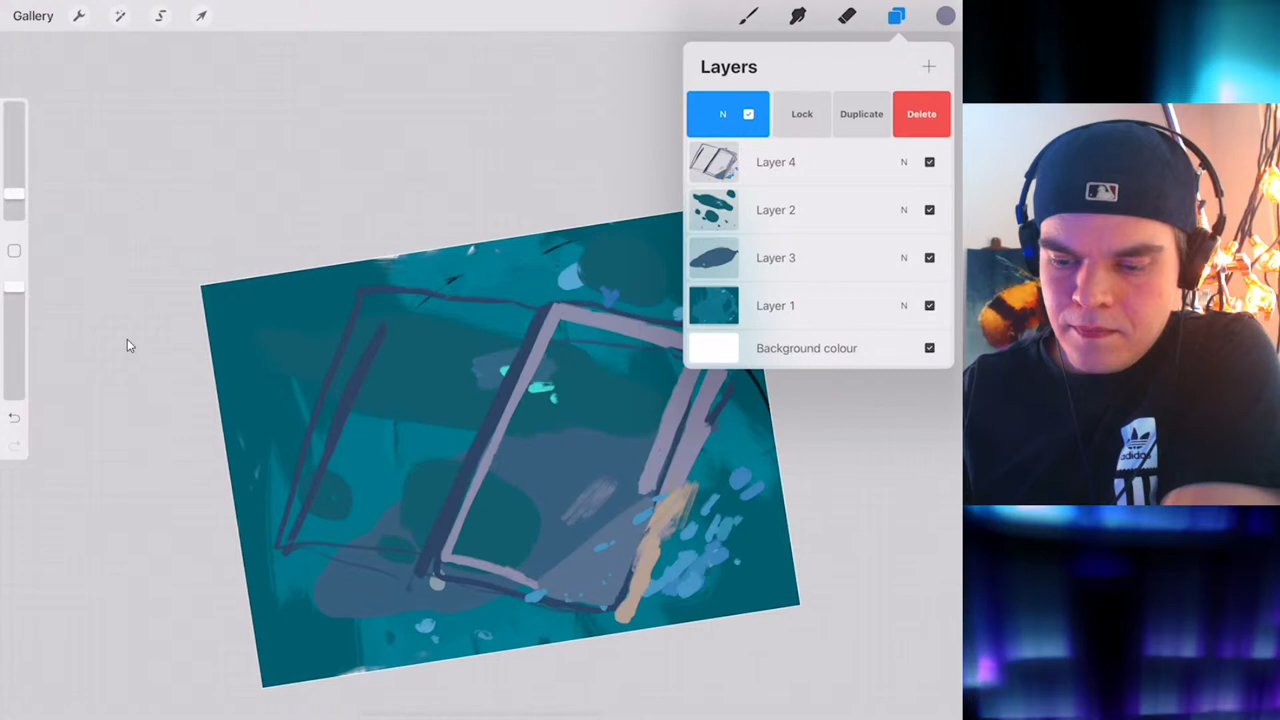 Gallery
Layers
N Lock Duplicate Delete
Layer 4 N
Layer 2 N
Layer 3 N
Layer 1 N
Background colour
adidas